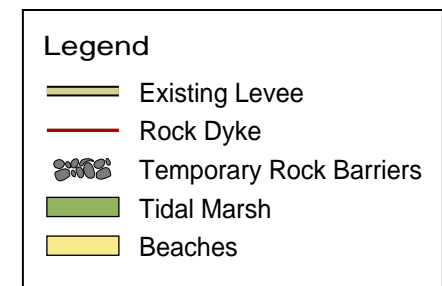 Legend
Existing Levee
Rock Dyke
Temporary Rock Barriers
Tidal Marsh
Beaches